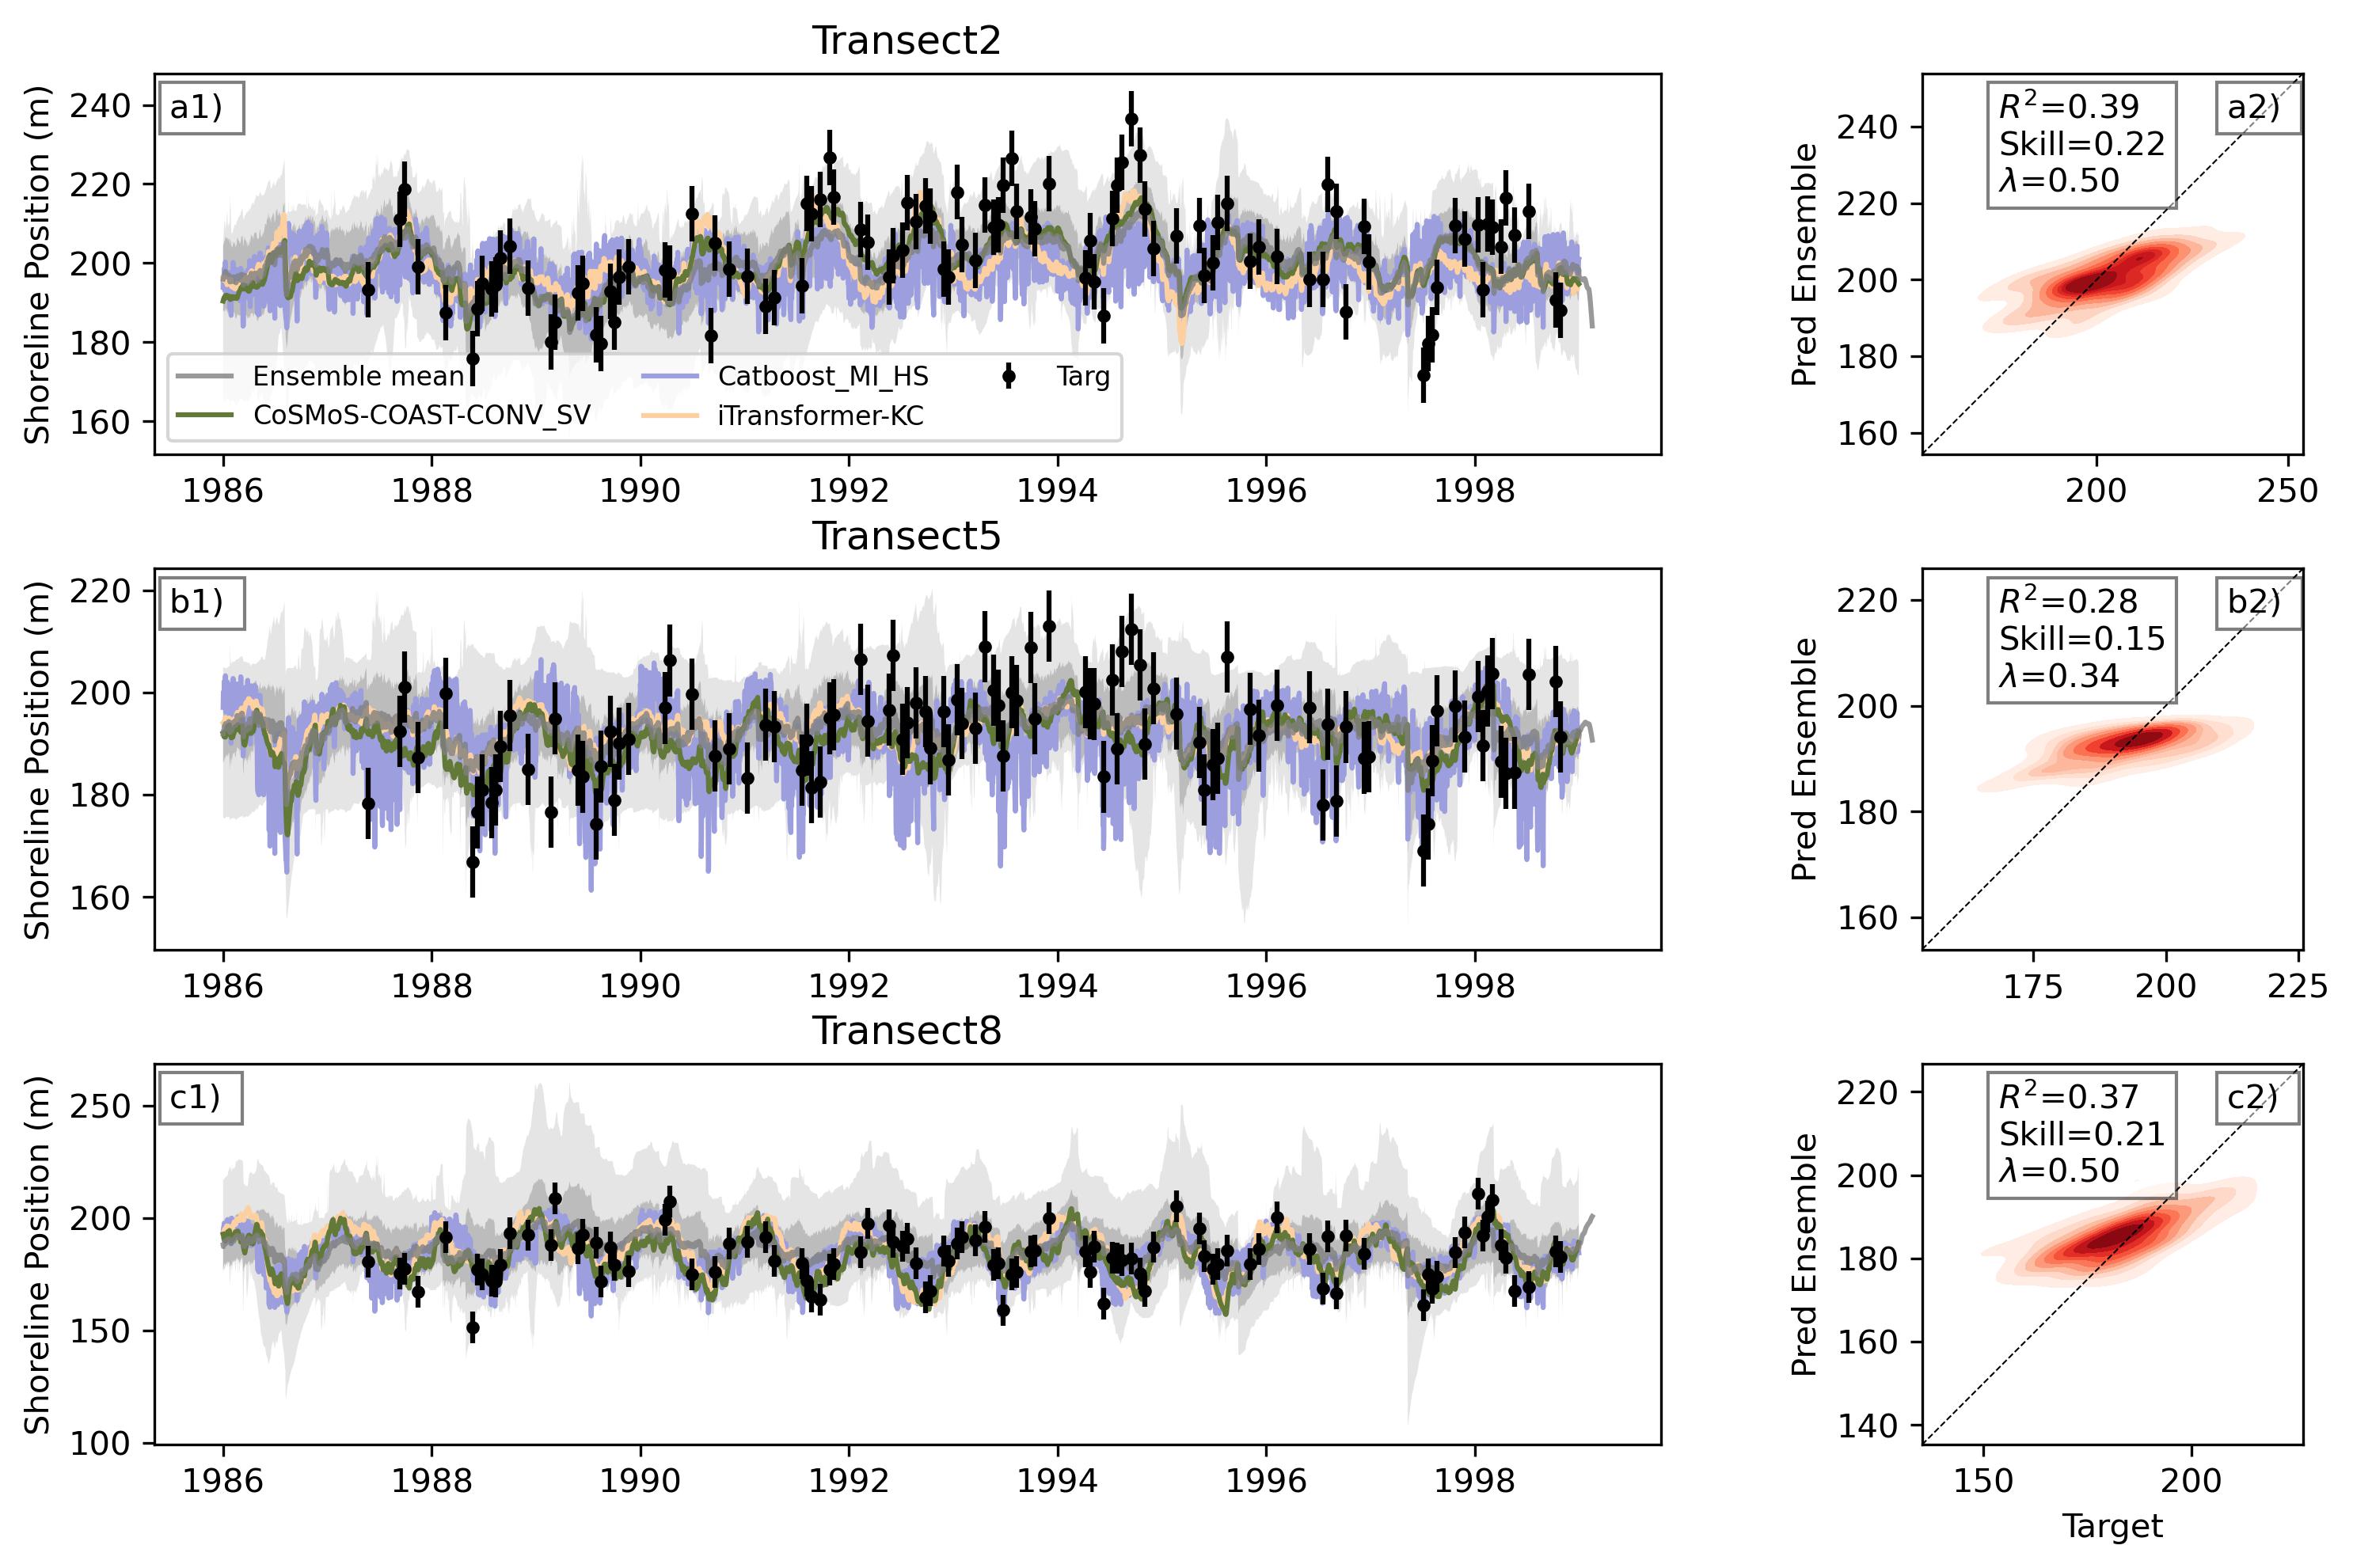 Transect2
Shoreline Position (m)
240
220
200
180
160
a1)
Ensemble mean
CoSMoS-COAST-CONV_SV
Catboost_MI_HS
iTransformer-KC
Targ
1986 1988 1990 1992 1994 1996 1998
Pred Ensemble
240
220
200
180
160
R²=0.39
Skill=0.22
λ=0.50
a2)
200 250
Transect5
Shoreline Position (m)
220
200
180
160
b1)
1986 1988 1990 1992 1994 1996 1998
Pred Ensemble
220
200
180
160
R²=0.28
Skill=0.15
λ=0.34
b2)
175 200 225
Transect8
Shoreline Position (m)
250
200
150
100
c1)
1986 1988 1990 1992 1994 1996 1998
Pred Ensemble
220
200
180
160
140
R²=0.37
Skill=0.21
λ=0.50
c2)
150 200
Target